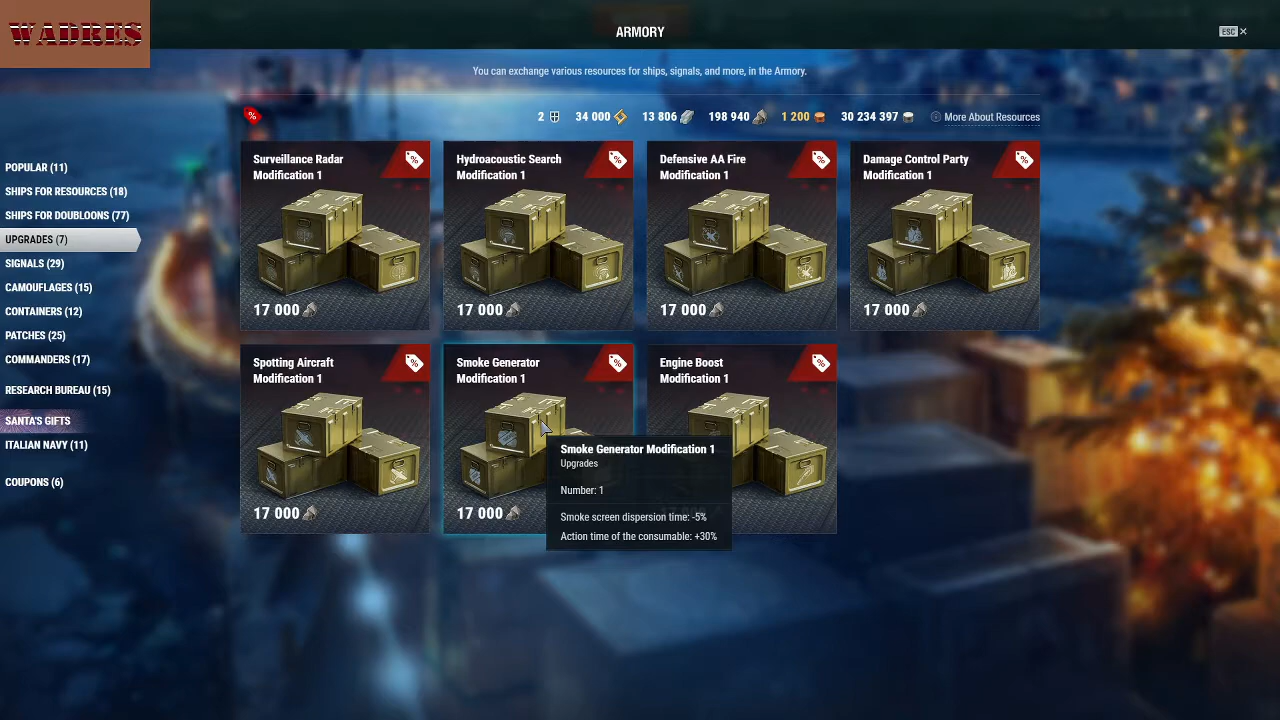 WADRES
ARMORY
ESC ×
You can exchange various resources for ships, signals, and more, in the Armory.
2 34 000 13 806 198 940 1 200 30 234 397 More About Resources
POPULAR (11)
SHIPS FOR RESOURCES (18)
SHIPS FOR DOUBLOONS (77)
UPGRADES (7)
SIGNALS (29)
CAMOUFLAGES (15)
CONTAINERS (12)
PATCHES (25)
COMMANDERS (17)
RESEARCH BUREAU (15)
SANTA'S GIFTS
ITALIAN NAVY (11)
COUPONS (6)
Surveillance Radar
Modification 1
17 000
Hydroacoustic Search
Modification 1
17 000
Defensive AA Fire
Modification 1
17 000
Damage Control Party
Modification 1
17 000
Spotting Aircraft
Modification 1
17 000
Smoke Generator
Modification 1
17 000
Engine Boost
Modification 1
Smoke Generator Modification 1
Upgrades
Number: 1
Smoke screen dispersion time: -5%
Action time of the consumable: +30%